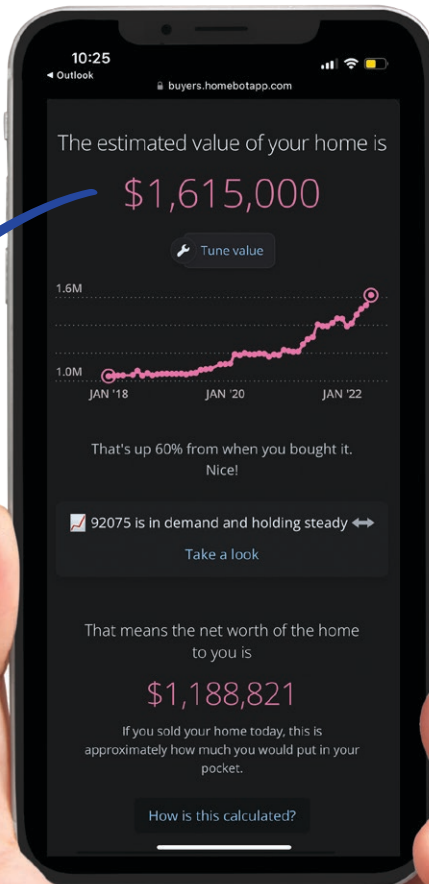 10:25
◀ Outlook
buyers.homebotapp.com
The estimated value of your home is
$1,615,000
Tune value
1.6M
1.0M
JAN '18 JAN '20 JAN '22
That's up 60% from when you bought it.
Nice!
92075 is in demand and holding steady
Take a look
That means the net worth of the home
to you is
$1,188,821
If you sold your home today, this is
approximately how much you would put in your
pocket.
How is this calculated?